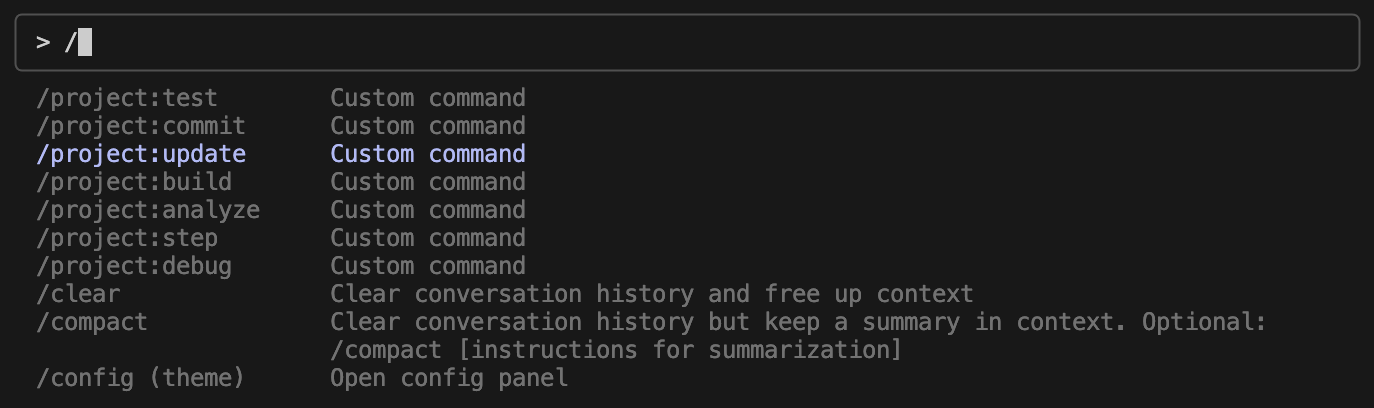 > /
/project:test Custom command
/project:commit Custom command
/project:update Custom command
/project:build Custom command
/project:analyze Custom command
/project:step Custom command
/project:debug Custom command
/clear Clear conversation history and free up context
/compact Clear conversation history but keep a summary in context. Optional:
/compact [instructions for summarization]
/config (theme) Open config panel